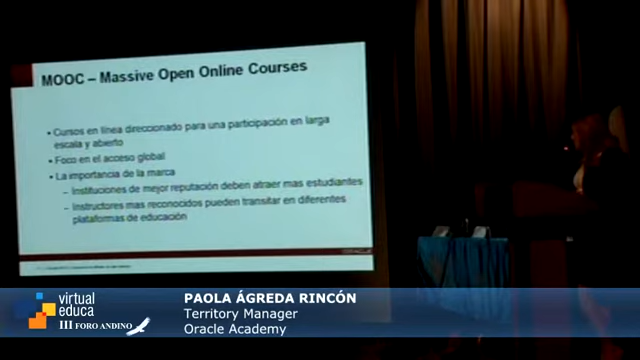 MOOC – Massive Open Online Courses
• Cursos en línea direccionado para una participación en larga
escala y abierto
• Foco en el acceso global
• La importancia de la marca
– Instituciones de mejor reputación deben atraer mas estudiantes
– Instructores mas reconocidos pueden transitar en diferentes
plataformas de educación
ORACLE
virtual
educa
III FORO ANDINO
PAOLA ÁGREDA RINCÓN
Territory Manager
Oracle Academy